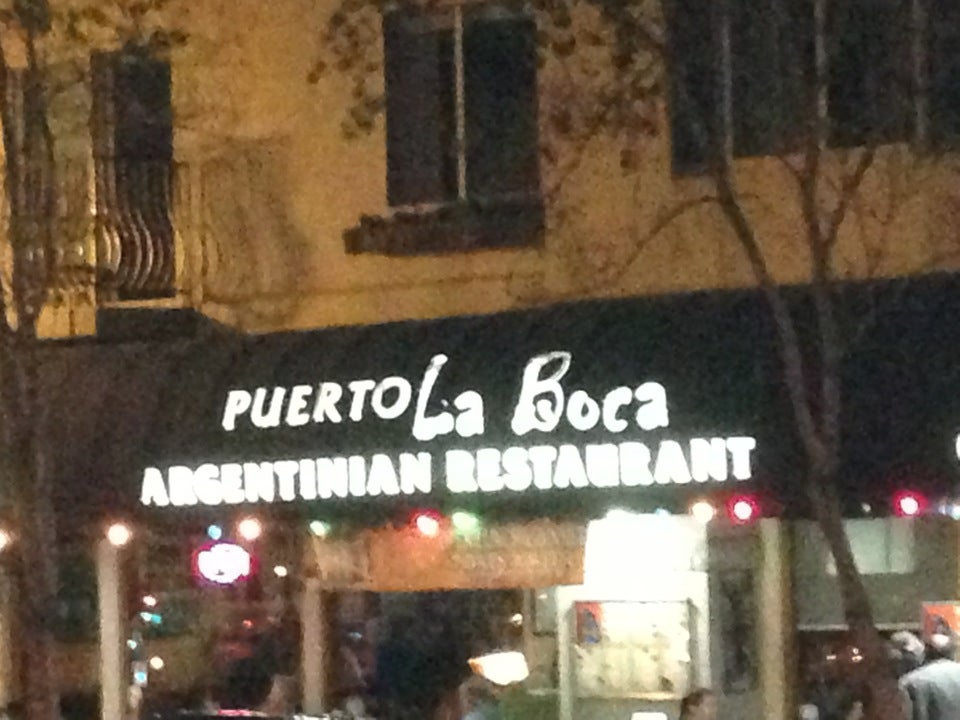 PUERTO La Boca
ARGENTINIAN RESTAURANT